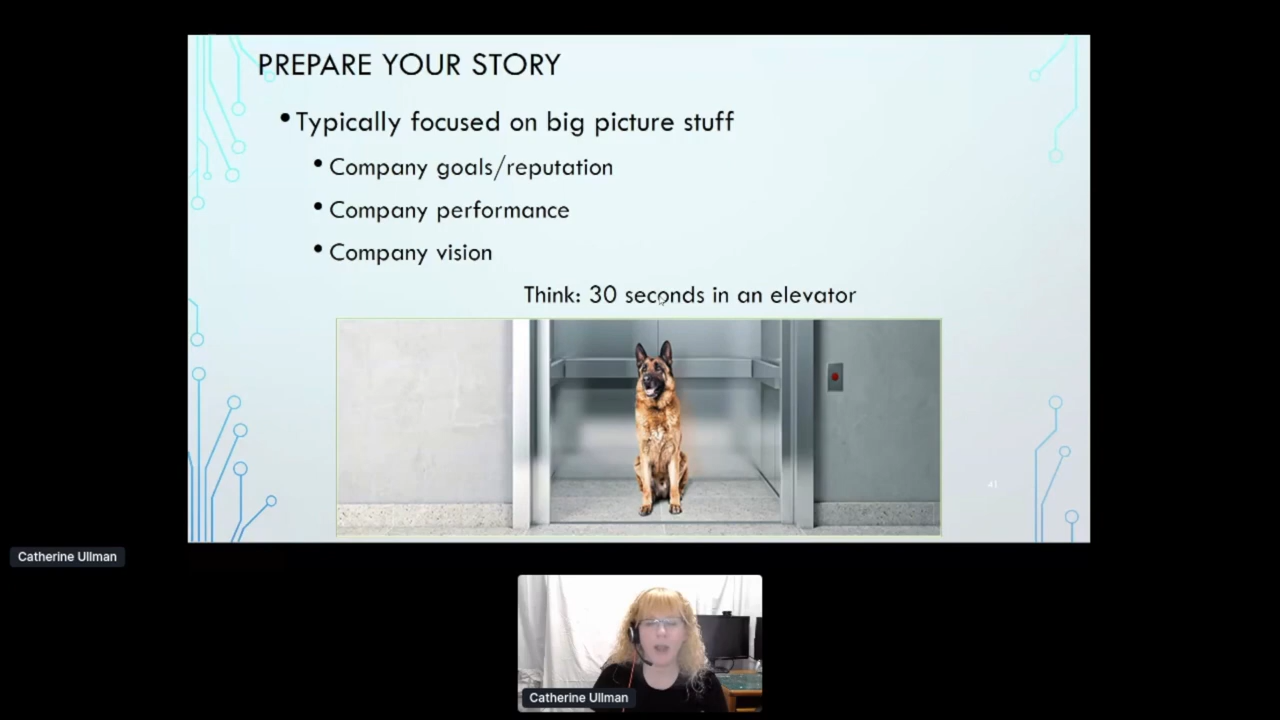 PREPARE YOUR STORY
• Typically focused on big picture stuff
• Company goals/reputation
• Company performance
• Company vision
Think: 30 seconds in an elevator
41
Catherine Ullman
Catherine Ullman